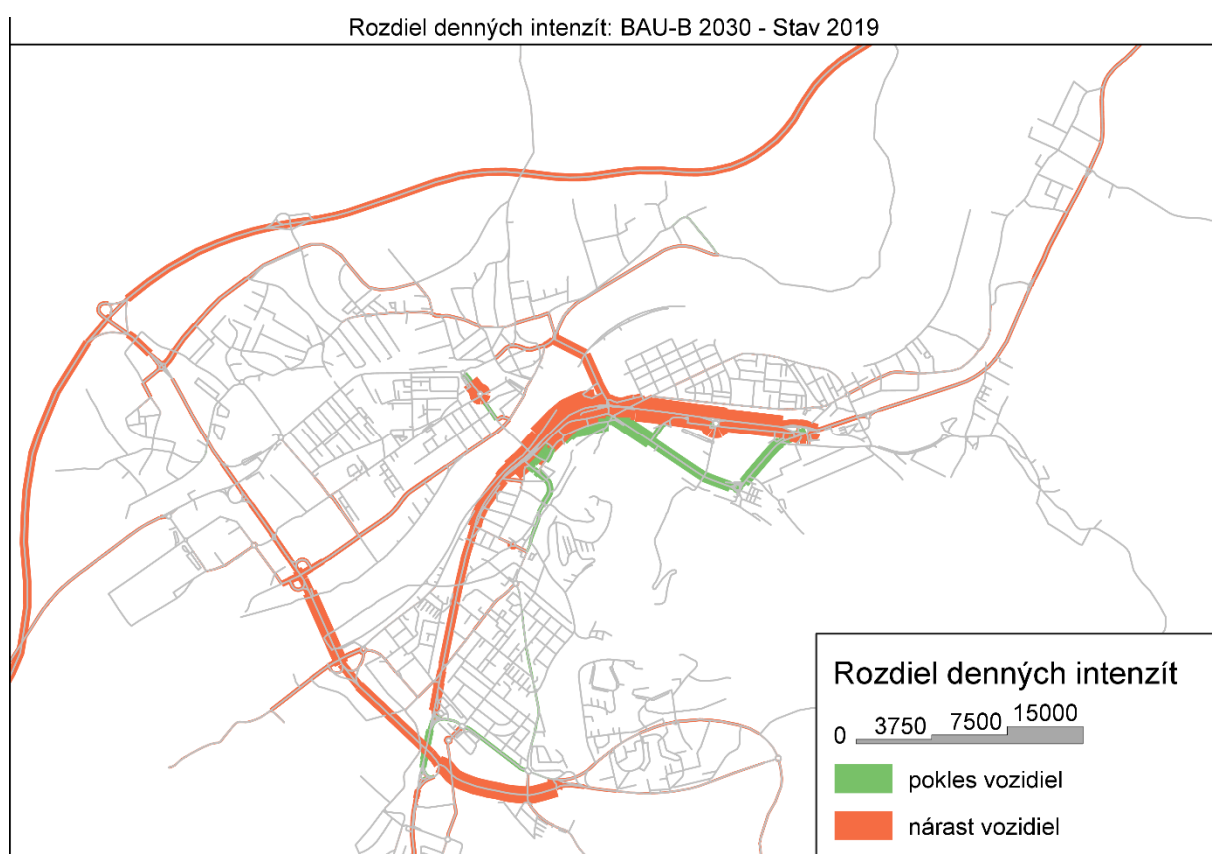 Rozdiel denných intenzít: BAU-B 2030 - Stav 2019
Rozdiel denných intenzít
0 3750 7500 15000
pokles vozidiel
nárast vozidiel